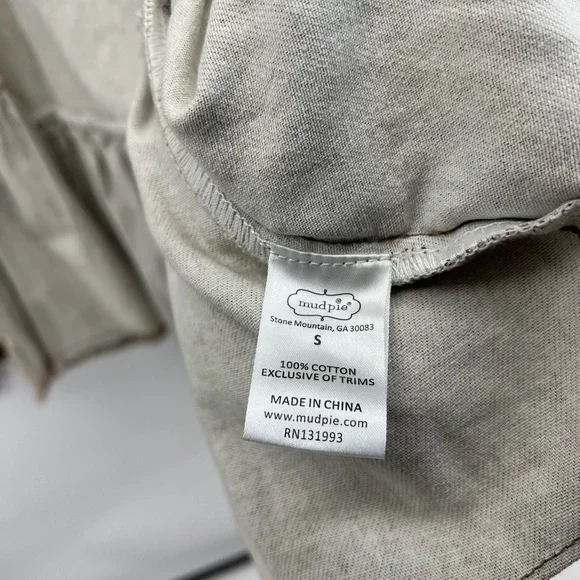 mudpie®
Stone Mountain, GA 30083
S
100% COTTON
EXCLUSIVE OF TRIMS
MADE IN CHINA
www.mudpie.com
RN131993